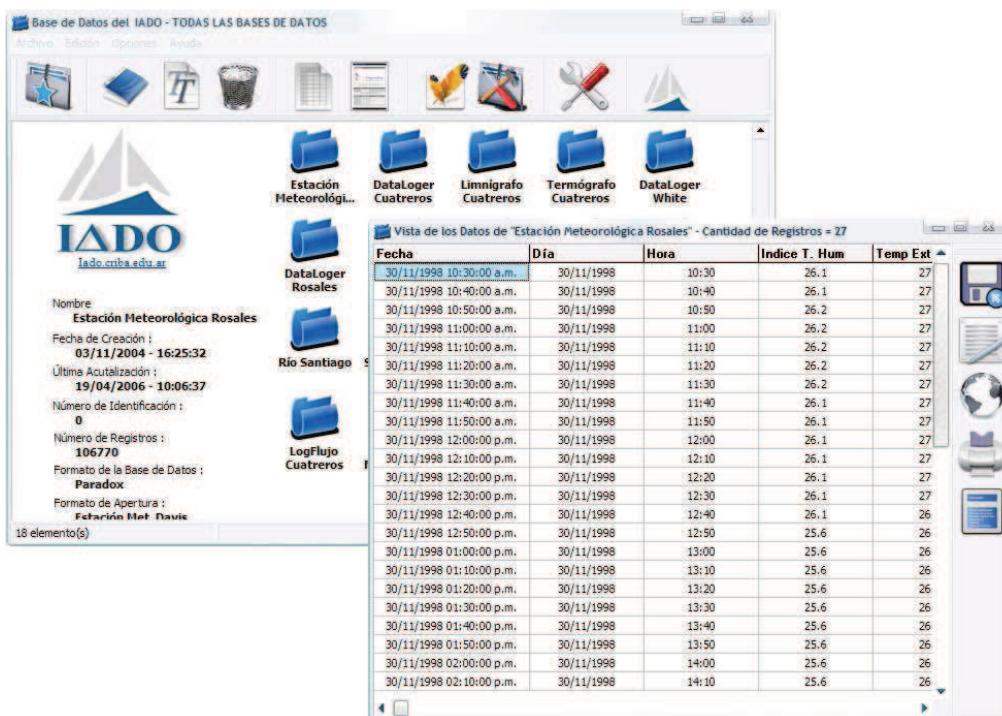 Base de Datos del IADO - TODAS LAS BASES DE DATOS
Archivo Edición Opciones Ayuda
Estación Meteorológi...
DataLoger Cuatreros
Limnígrafo Cuatreros
Termógrafo Cuatreros
DataLoger White
IADO
Iado.criba.edu.ar
DataLoger Rosales
Río Santiago
LogFlujo Cuatreros
Nombre
Estación Meteorológica Rosales
Fecha de Creación :
03/11/2004 - 16:25:32
Última Acutalización :
19/04/2006 - 10:06:37
Número de Identificación :
0
Número de Registros :
106770
Formato de la Base de Datos :
Paradox
Formato de Apertura :
Estación Met. Davis
18 elemento(s)
Vista de los Datos de "Estación Meteorológica Rosales" - Cantidad de Registros = 27
Fecha Día Hora Indice T. Hum Temp Ext
30/11/1998 10:30:00 a.m. 30/11/1998 10:30 26.1 27
30/11/1998 10:40:00 a.m. 30/11/1998 10:40 26.1 27
30/11/1998 10:50:00 a.m. 30/11/1998 10:50 26.2 27
30/11/1998 11:00:00 a.m. 30/11/1998 11:00 26.2 27
30/11/1998 11:10:00 a.m. 30/11/1998 11:10 26.2 27
30/11/1998 11:20:00 a.m. 30/11/1998 11:20 26.2 27
30/11/1998 11:30:00 a.m. 30/11/1998 11:30 26.2 27
30/11/1998 11:40:00 a.m. 30/11/1998 11:40 26.1 27
30/11/1998 11:50:00 a.m. 30/11/1998 11:50 26.1 27
30/11/1998 12:00:00 p.m. 30/11/1998 12:00 26.1 27
30/11/1998 12:10:00 p.m. 30/11/1998 12:10 26.1 27
30/11/1998 12:20:00 p.m. 30/11/1998 12:20 26.1 27
30/11/1998 12:30:00 p.m. 30/11/1998 12:30 26.1 27
30/11/1998 12:40:00 p.m. 30/11/1998 12:40 26.1 26
30/11/1998 12:50:00 p.m. 30/11/1998 12:50 25.6 26
30/11/1998 01:00:00 p.m. 30/11/1998 13:00 25.6 26
30/11/1998 01:10:00 p.m. 30/11/1998 13:10 25.6 26
30/11/1998 01:20:00 p.m. 30/11/1998 13:20 25.6 26
30/11/1998 01:30:00 p.m. 30/11/1998 13:30 25.6 26
30/11/1998 01:40:00 p.m. 30/11/1998 13:40 25.6 26
30/11/1998 01:50:00 p.m. 30/11/1998 13:50 25.6 26
30/11/1998 02:00:00 p.m. 30/11/1998 14:00 25.6 26
30/11/1998 02:10:00 p.m. 30/11/1998 14:10 25.6 26